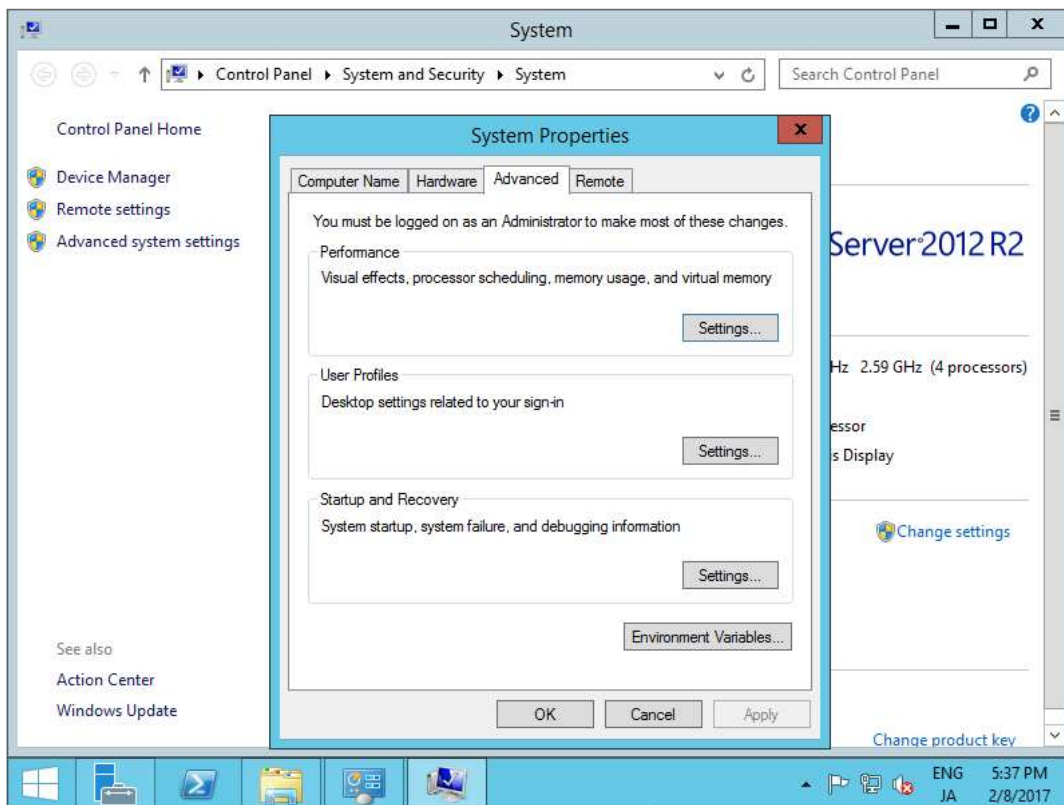 System
Control Panel ▸ System and Security ▸ System
Search Control Panel
Control Panel Home
Device Manager
Remote settings
Advanced system settings
See also
Action Center
Windows Update
System Properties
Computer Name Hardware Advanced Remote
You must be logged on as an Administrator to make most of these changes.
Performance
Visual effects, processor scheduling, memory usage, and virtual memory
Settings...
User Profiles
Desktop settings related to your sign-in
Settings...
Startup and Recovery
System startup, system failure, and debugging information
Settings...
Environment Variables...
OK Cancel Apply
Server 2012 R2
Hz 2.59 GHz (4 processors)
essor
s Display
Change settings
Change product key
ENG 5:37 PM
JA 2/8/2017